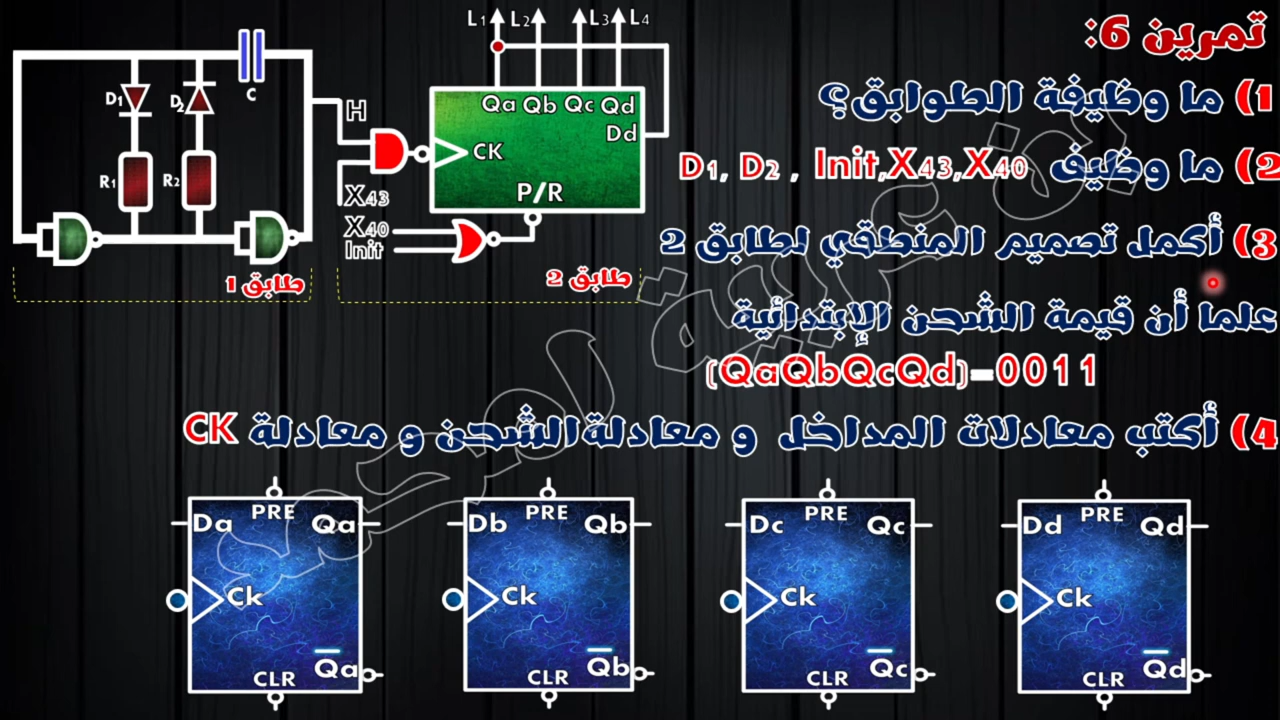 تمرين 6:
1) ما وظيفة الطوابق؟
2) ما وظيف D1, D2 , Init,X43,X40
3) أكمل تصميم المنطقي لطابق 2
علما أن قيمة الشحن الإبتدائية
(QaQbQcQd)=0011
4) أكتب معادلات المداخل و معادلة الشحن و معادلة CK
L1 L2 L3 L4
Qa Qb Qc Qd
Dd
CK
P/R
H
X43
X40
Init
D1 D2 C
R1 R2
طابق 1
طابق 2
Da PRE Qa
Ck
CLR Qa
Db PRE Qb
Ck
CLR Qb
Dc PRE Qc
Ck
CLR Qc
Dd PRE Qd
Ck
CLR Qd